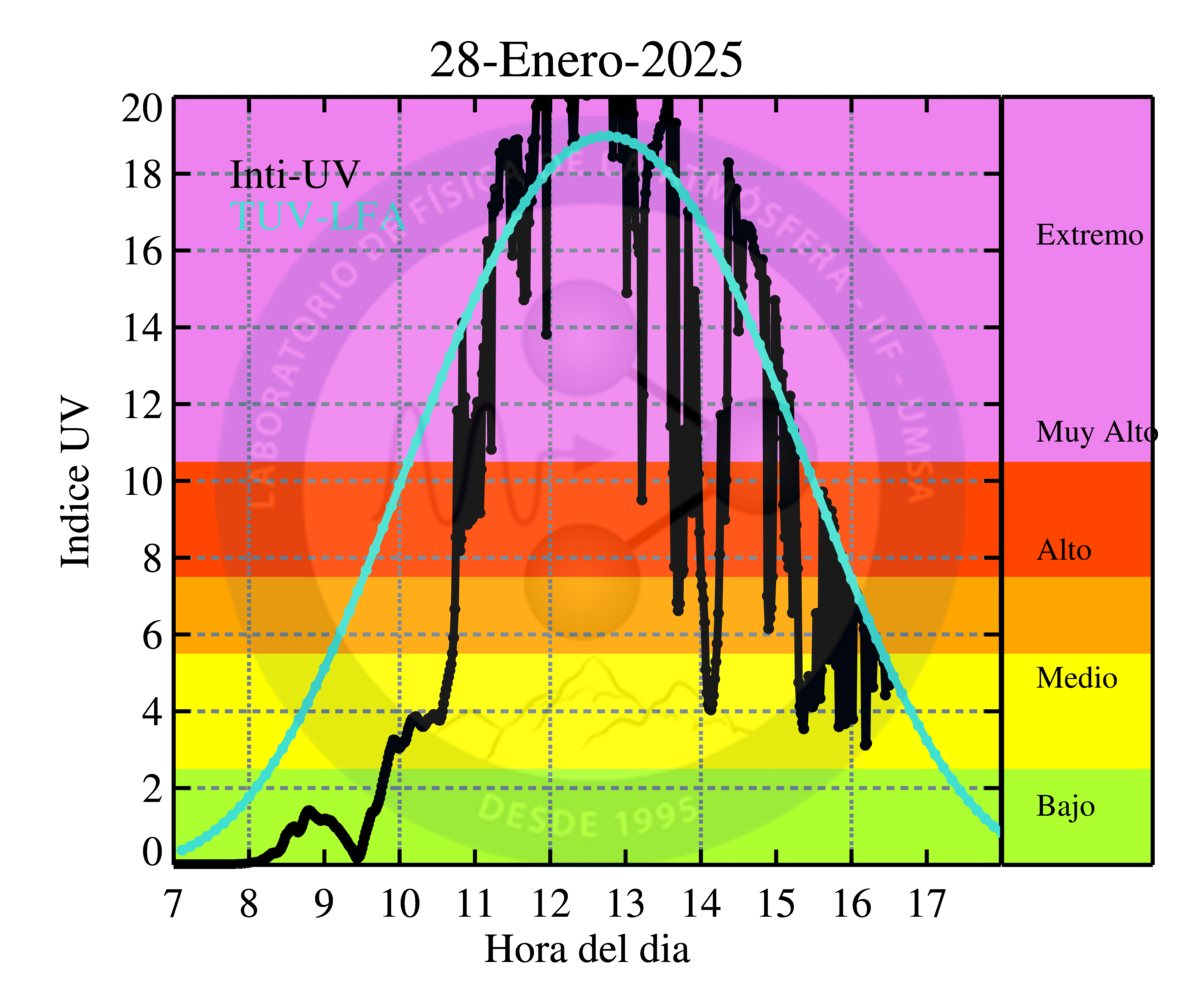 28-Enero-2025
Indice UV
20
18
16
14
12
10
8
6
4
2
0
Inti-UV
TUV-LFA
LABORATORIO DE FÍSICA DE LA ATMÓSFERA - IIF - UMSA
DESDE 1995
Extremo
Muy Alto
Alto
Medio
Bajo
7 8 9 10 11 12 13 14 15 16 17
Hora del dia